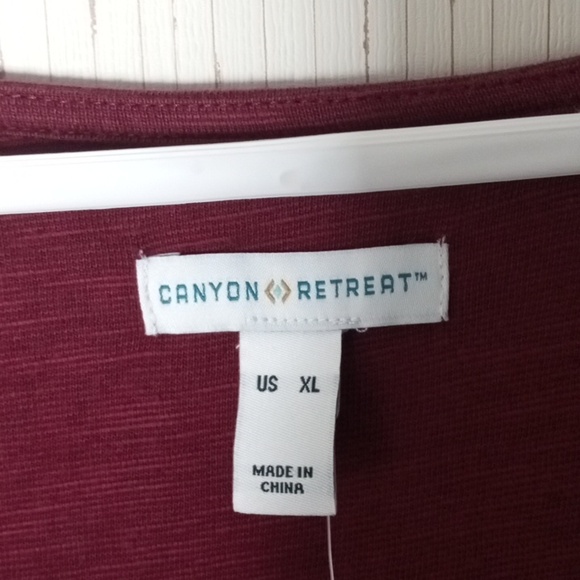 CANYON RETREAT™
US XL
MADE IN
CHINA